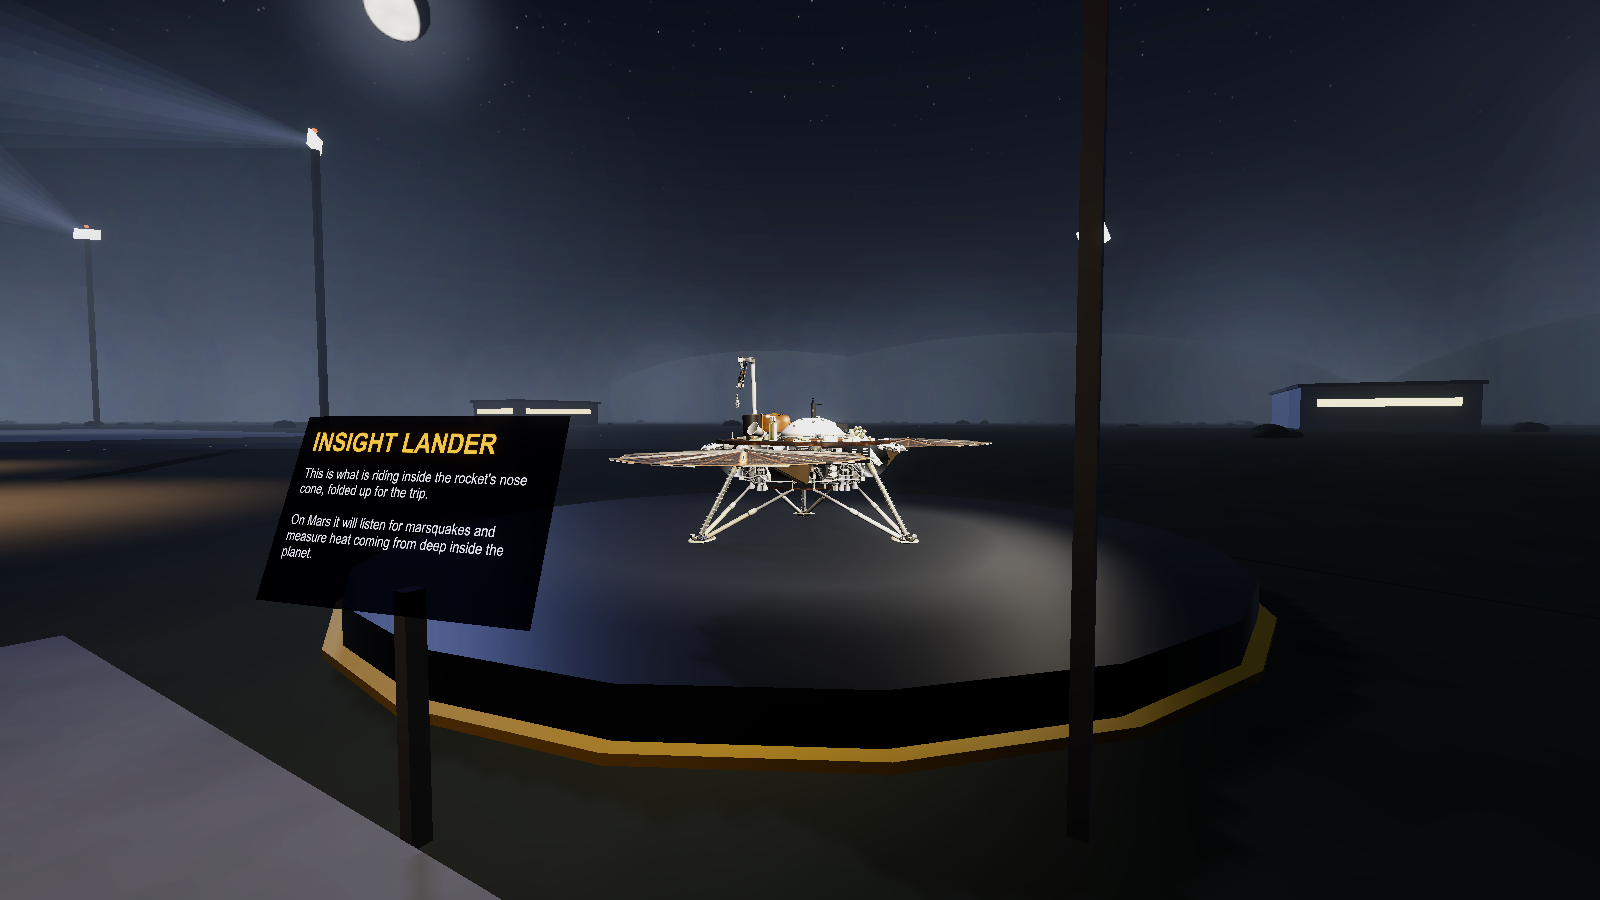 INSIGHT LANDER
This is what is riding inside the rocket's nose
cone, folded up for the trip.
On Mars it will listen for marsquakes and
measure heat coming from deep inside the
planet.